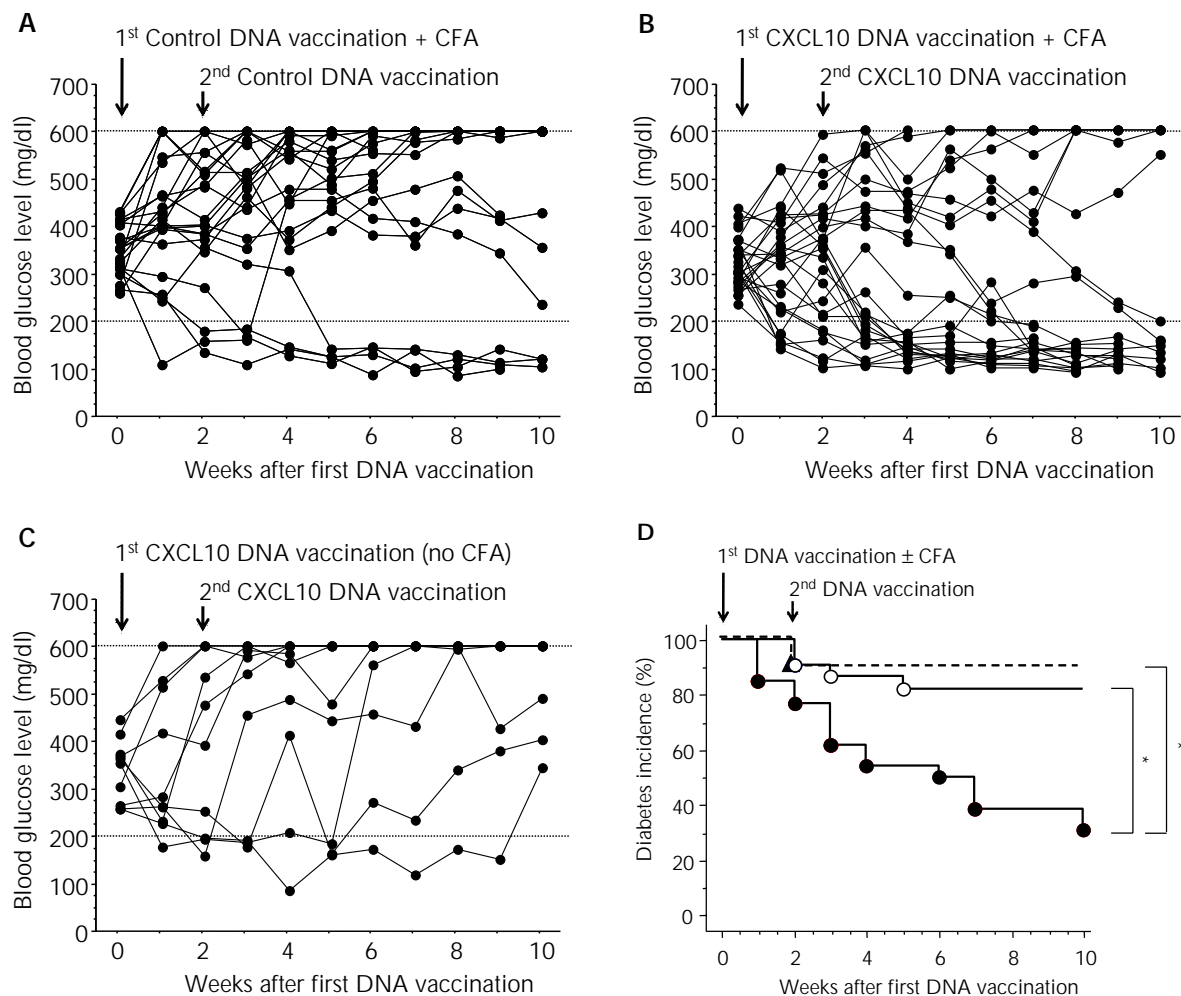 A
1st Control DNA vaccination + CFA
2nd Control DNA vaccination
700
600
500
400
300
200
100
0
Blood glucose level (mg/dl)
0 2 4 6 8 10
Weeks after first DNA vaccination
B
1st CXCL10 DNA vaccination + CFA
2nd CXCL10 DNA vaccination
700
600
500
400
300
200
100
0
Blood glucose level (mg/dl)
0 2 4 6 8 10
Weeks after first DNA vaccination
C
1st CXCL10 DNA vaccination (no CFA)
2nd CXCL10 DNA vaccination
700
600
500
400
300
200
100
0
Blood glucose level (mg/dl)
0 2 4 6 8 10
Weeks after first DNA vaccination
D
1st DNA vaccination ± CFA
2nd DNA vaccination
100
80
60
40
20
0
Diabetes incidence (%)
*
0 2 4 6 8 10
Weeks after first DNA vaccination